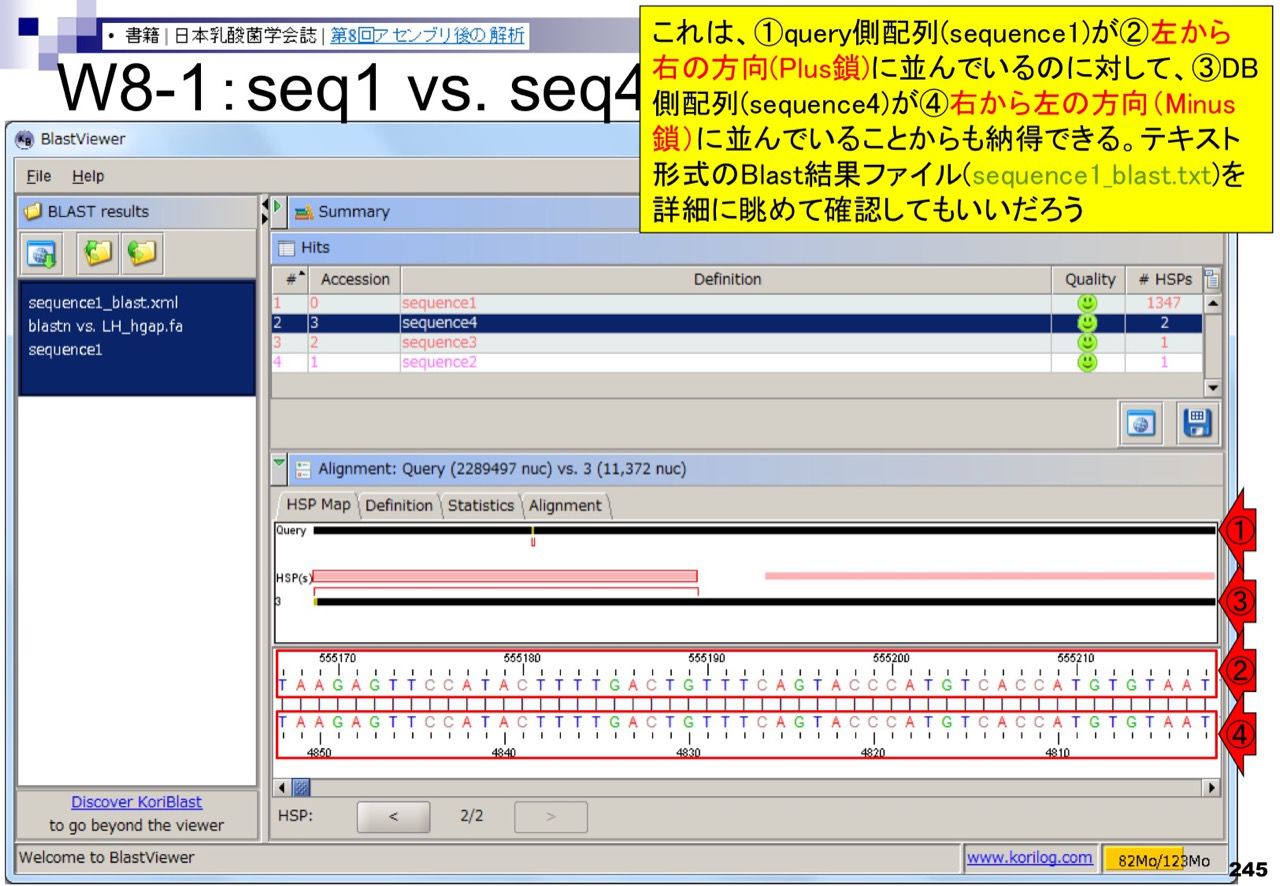 • 書籍 | 日本乳酸菌学会誌 | 第8回アセンブリ後の解析
W8-1：seq1 vs. seq4
これは、①query側配列(sequence1)が②左から
右の方向(Plus鎖)に並んでいるのに対して、③DB
側配列(sequence4)が④右から左の方向（Minus
鎖）に並んでいることからも納得できる。テキスト
形式のBlast結果ファイル(sequence1_blast.txt)を
詳細に眺めて確認してもいいだろう
BlastViewer
File Help
BLAST results
sequence1_blast.xml
blastn vs. LH_hgap.fa
sequence1
Summary
Hits
# Accession Definition Quality # HSPs
1 0 sequence1 1347
2 3 sequence4 2
3 2 sequence3 1
4 1 sequence2 1
Alignment: Query (2289497 nuc) vs. 3 (11,372 nuc)
HSP Map Definition Statistics Alignment
Query
①
HSP(s)
3
③
555170 555180 555190 555200 555210
T A A G A G T T C C A T A C T T T T G A C T G T T T C A G T A C C C A T G T C A C C A T G T G T A A T
②
T A A G A G T T C C A T A C T T T T G A C T G T T T C A G T A C C C A T G T C A C C A T G T G T A A T
4850 4840 4830 4820 4810
④
HSP: < 2/2 >
Discover KoriBlast
to go beyond the viewer
Welcome to BlastViewer
www.korilog.com
82Mo/123Mo
245